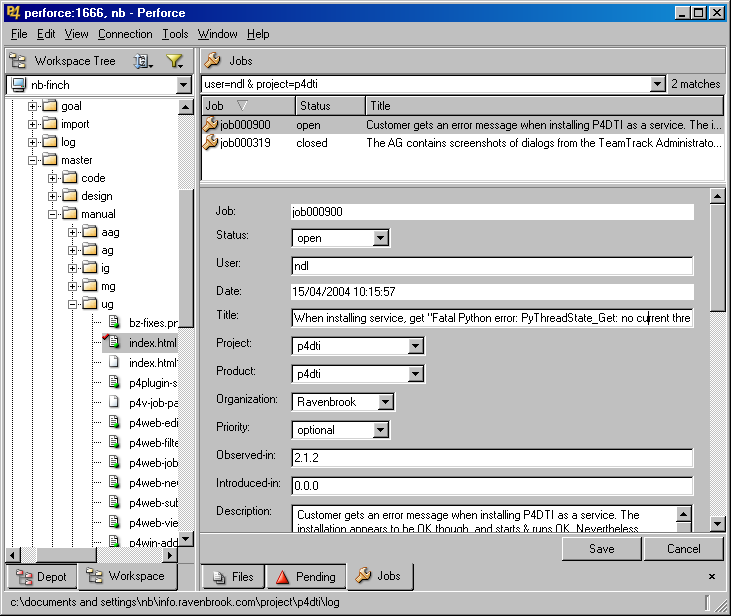 perforce:1666, nb - Perforce
File Edit View Connection Tools Window Help
Workspace Tree
nb-finch
goal
import
log
master
code
design
manual
aag
ag
ig
mg
ug
bz-fixes.pr
index.html
index.html
p4plugin-s
p4v-job-pa
p4web-edi
p4web-filte
p4web-job
p4web-nev
p4web-sub
p4web-vie
p4win-add
Depot Workspace
Jobs
user=ndl & project=p4dti 2 matches
Job Status Title
job000900 open Customer gets an error message when installing P4DTI as a service. The i...
job000319 closed The AG contains screenshots of dialogs from the TeamTrack Administrato...
Job: job000900
Status: open
User: ndl
Date: 15/04/2004 10:15:57
Title: When installing service, get "Fatal Python error: PyThreadState_Get: no current thre
Project: p4dti
Product: p4dti
Organization: Ravenbrook
Priority: optional
Observed-in: 2.1.2
Introduced-in: 0.0.0
Description: Customer gets an error message when installing P4DTI as a service. The
installation appears to be OK though, and starts & runs OK. Nevertheless
Save Cancel
Files Pending Jobs
c:\documents and settings\nb\info.ravenbrook.com\project\p4dti\log